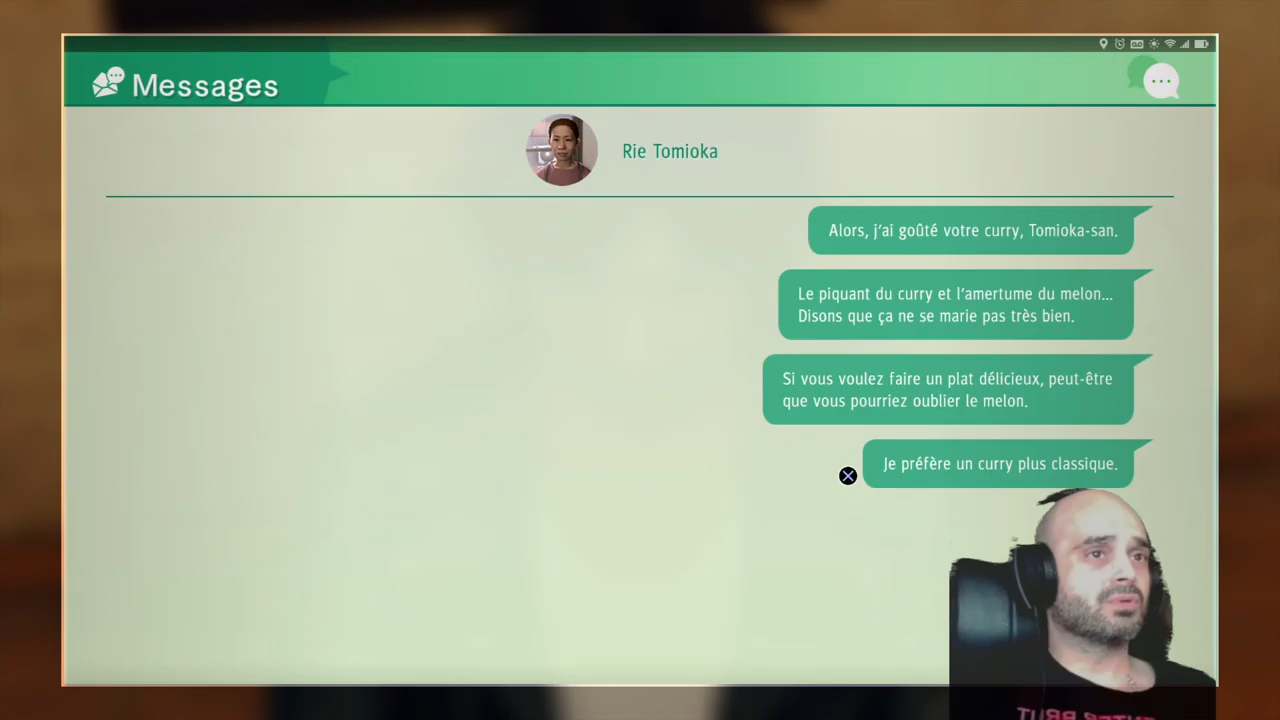 Messages
Rie Tomioka
Alors, j'ai goûté votre curry, Tomioka-san.
Le piquant du curry et l'amertume du melon...
Disons que ça ne se marie pas très bien.
Si vous voulez faire un plat délicieux, peut-être
que vous pourriez oublier le melon.
Je préfère un curry plus classique.